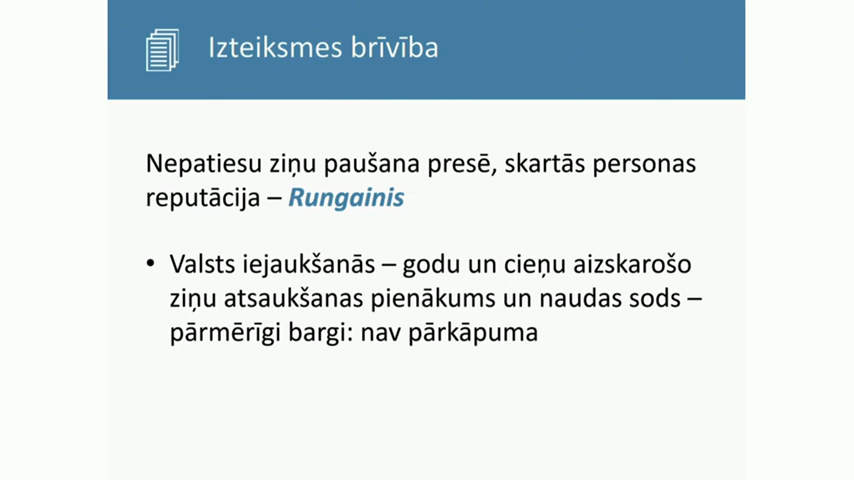 Izteiksmes brīvība
Nepatiesu ziņu paušana presē, skartās personas
reputācija – Rungainis
• Valsts iejaukšanās – godu un cieņu aizskarošo
ziņu atsaukšanas pienākums un naudas sods –
pārmērīgi bargi: nav pārkāpuma